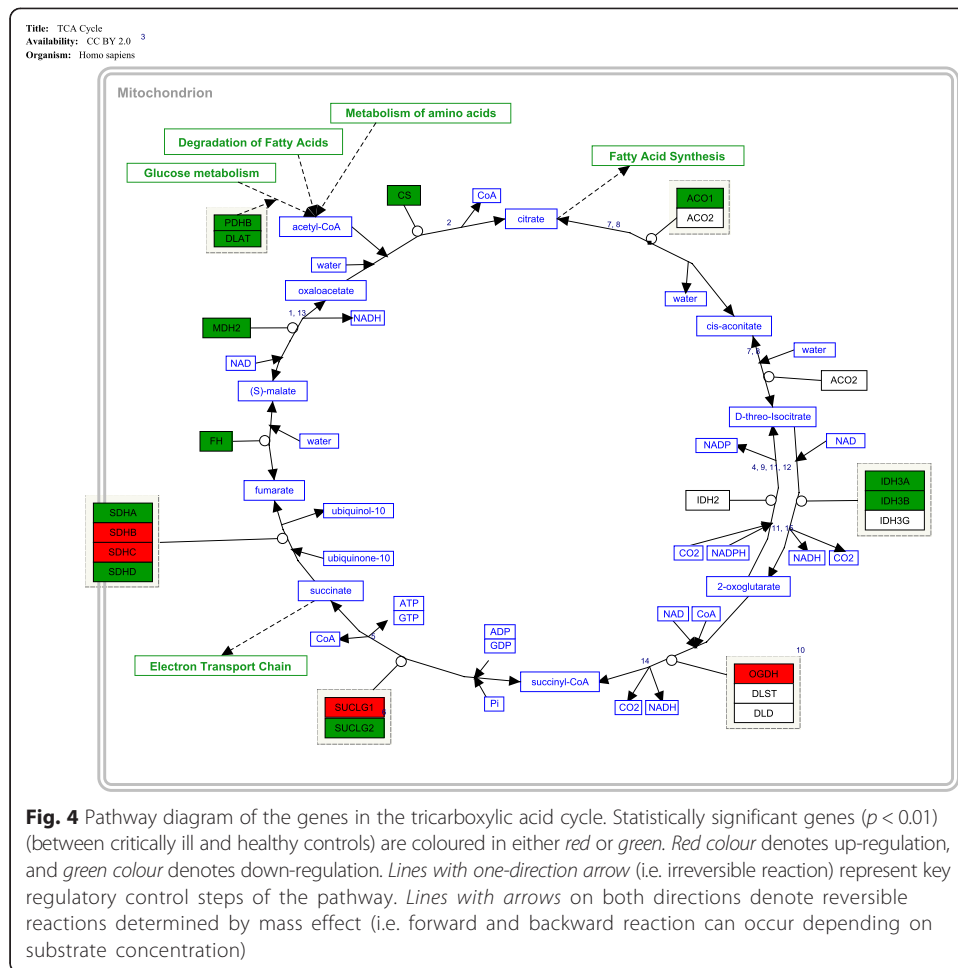 Title: TCA Cycle
Availability: CC BY 2.0 3
Organism: Homo sapiens
Mitochondrion
Metabolism of amino acids
Degradation of Fatty Acids
Glucose metabolism
Fatty Acid Synthesis
CS
CoA
ACO1
ACO2
PDHB
DLAT
acetyl-CoA
2
citrate
7, 8
water
oxaloacetate
water
1, 13
NADH
MDH2
cis-aconitate
7, 8
water
NAD
ACO2
(S)-malate
D-threo-Isocitrate
NADP
NAD
FH
water
4, 9, 11, 12
fumarate
IDH2
IDH3A
IDH3B
IDH3G
SDHA
SDHB
SDHC
SDHD
ubiquinol-10
ubiquinone-10
CO2
NADPH
NADH
CO2
succinate
2-oxoglutarate
ATP
GTP
NAD
CoA
CoA
5
ADP
GDP
Electron Transport Chain
14
10
succinyl-CoA
OGDH
DLST
DLD
SUCLG1
SUCLG2
Pi
CO2
NADH
Fig. 4 Pathway diagram of the genes in the tricarboxylic acid cycle. Statistically significant genes (p < 0.01)
(between critically ill and healthy controls) are coloured in either red or green. Red colour denotes up-regulation,
and green colour denotes down-regulation. Lines with one-direction arrow (i.e. irreversible reaction) represent key
regulatory control steps of the pathway. Lines with arrows on both directions denote reversible
reactions determined by mass effect (i.e. forward and backward reaction can occur depending on
substrate concentration)